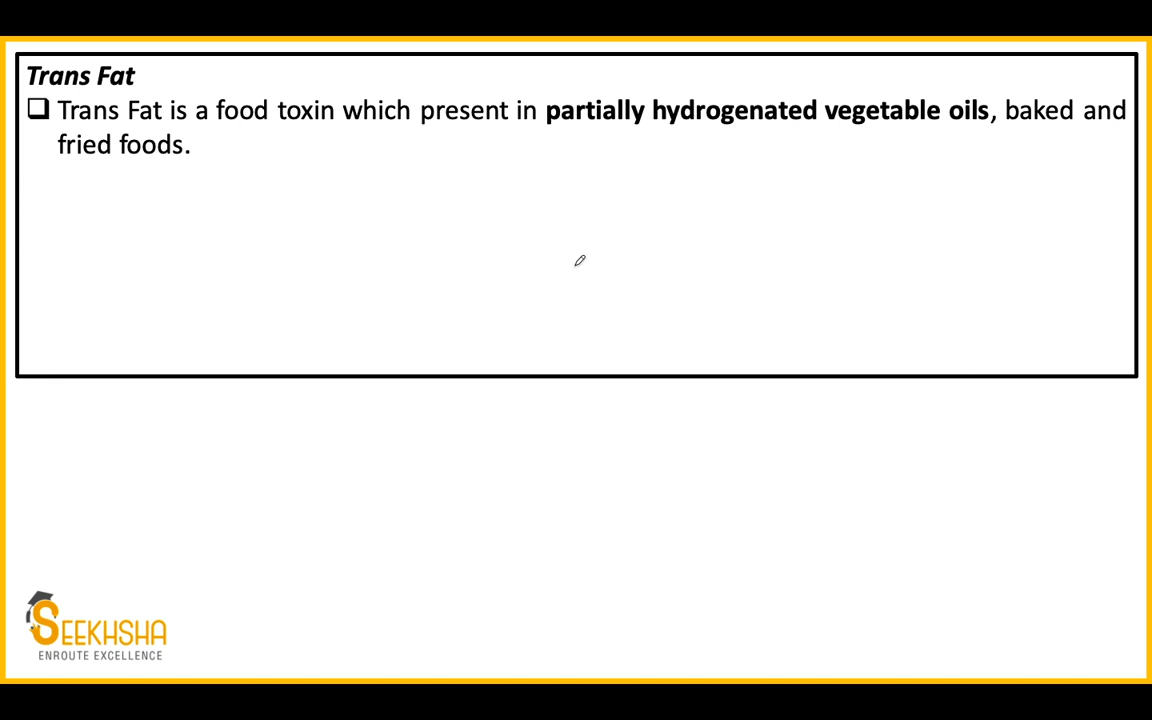 Trans Fat
❑ Trans Fat is a food toxin which present in partially hydrogenated vegetable oils, baked and
fried foods.
SEEKHSHA
ENROUTE EXCELLENCE